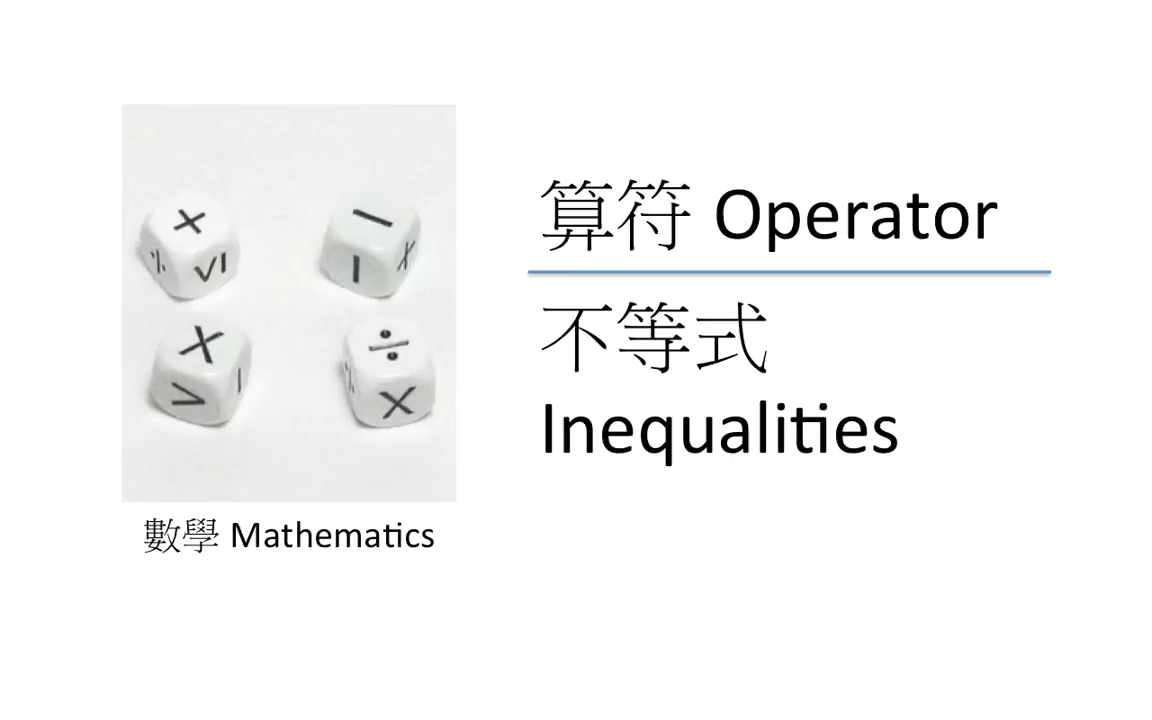 算符 Operator
不等式
Inequalities
數學 Mathematics